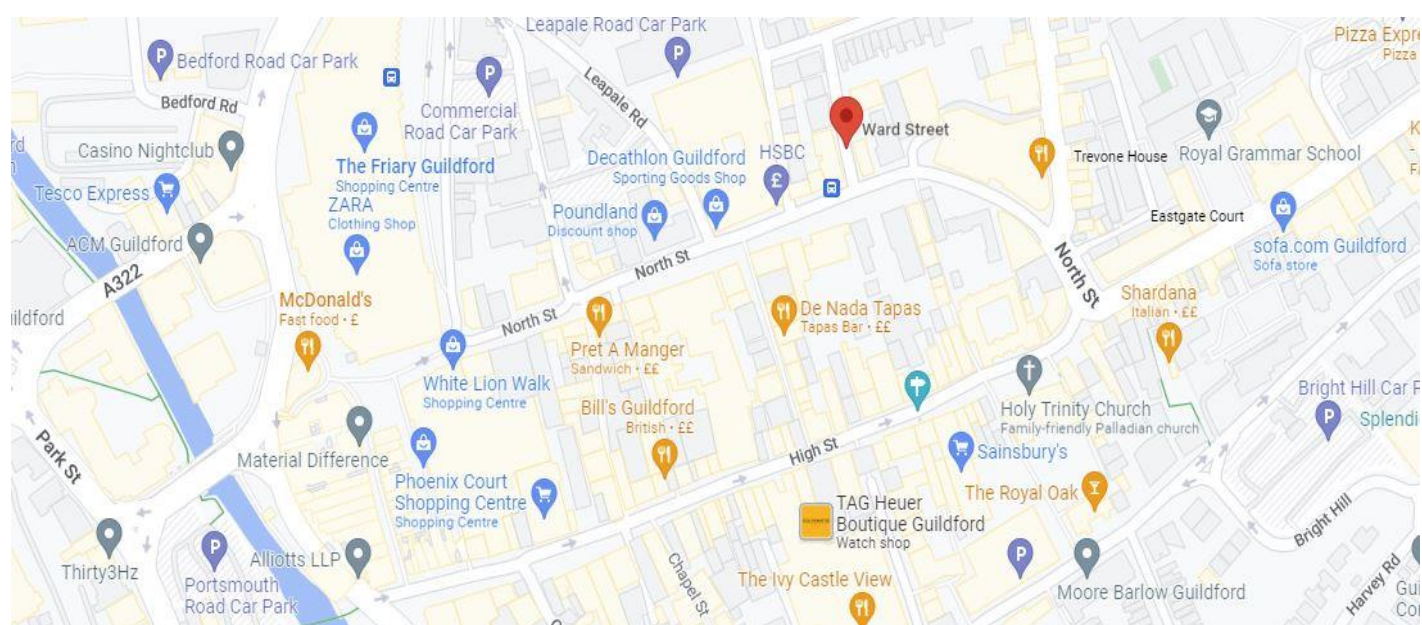 Leapale Road Car Park
Pizza Expre
Pizza
Bedford Road Car Park
Bedford Rd
Commercial
Road Car Park
Leapale Rd
Ward Street
Casino Nightclub
The Friary Guildford
Shopping Centre
ZARA
Clothing Shop
Decathlon Guildford
Sporting Goods Shop
HSBC
Trevone House
Royal Grammar School
Tesco Express
Poundland
Discount shop
Eastgate Court
ACM Guildford
sofa.com Guildford
Sofa store
A322
North St
North St
North St
McDonald's
Fast food · £
De Nada Tapas
Tapas Bar · ££
Shardana
Italian · ££
ildford
Pret A Manger
Sandwich · ££
White Lion Walk
Shopping Centre
Bill's Guildford
British · ££
Holy Trinity Church
Family-friendly Palladian church
Bright Hill Car P
Splendi
Park St
Material Difference
High St
Sainsbury's
Phoenix Court
Shopping Centre
Shopping Centre
The Royal Oak
TAG Heuer
Boutique Guildford
Watch shop
Bright Hill
Thirty3Hz
Alliotts LLP
Portsmouth
Road Car Park
Chapel St
The Ivy Castle View
Moore Barlow Guildford
Harvey Rd
Gui